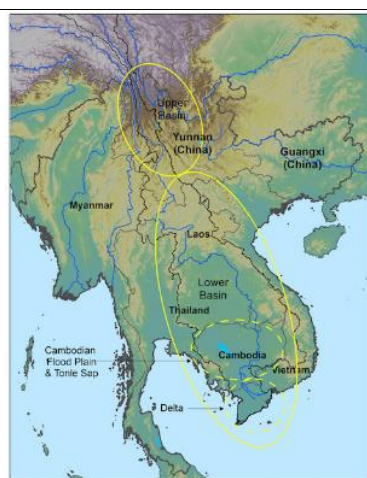 Upper
Basin
Yunnan
(China)
Guangxi
(China)
Myanmar
Laos
Lower
Basin
Thailand
Cambodian
Flood Plain
& Tonle Sap
Cambodia
Vietnam
Delta